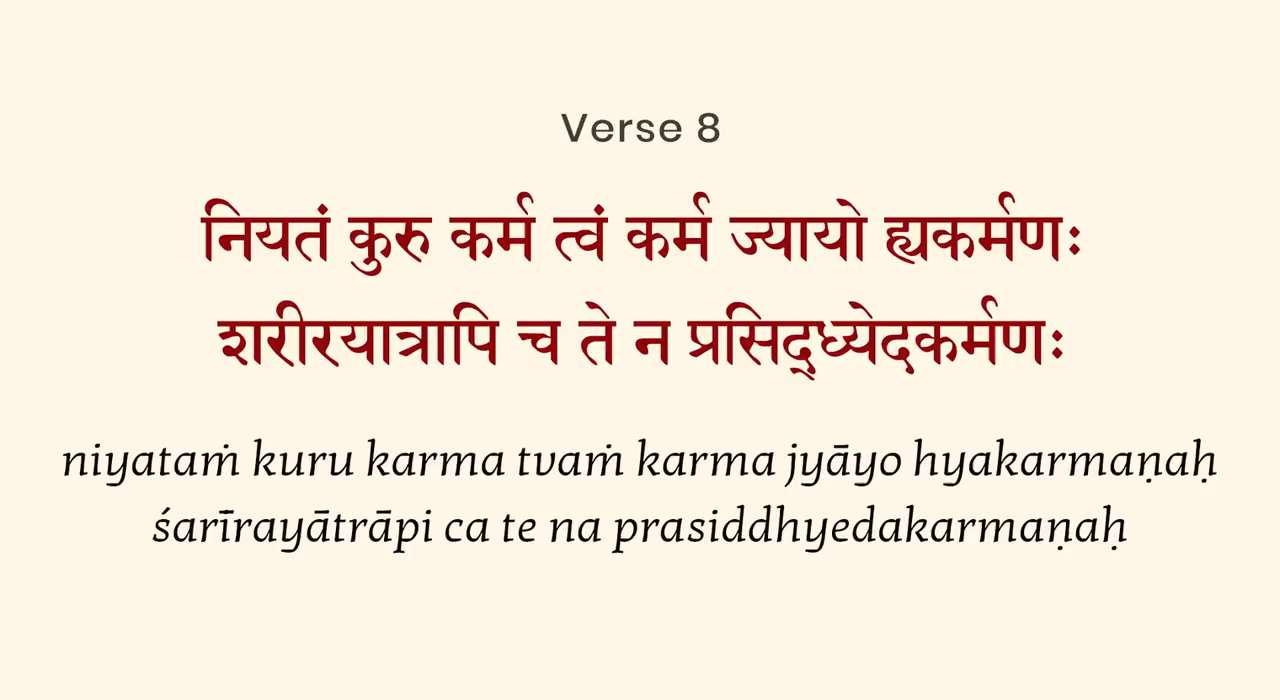 Verse 8
नियतं कुरु कर्म त्वं कर्म ज्यायो ह्यकर्मणः
शरीरयात्रापि च ते न प्रसिद्ध्येदकर्मणः
niyataṁ kuru karma tvaṁ karma jyāyo hyakarmaṇaḥ
śarīrayātrāpi ca te na prasiddhyedakarmaṇaḥ